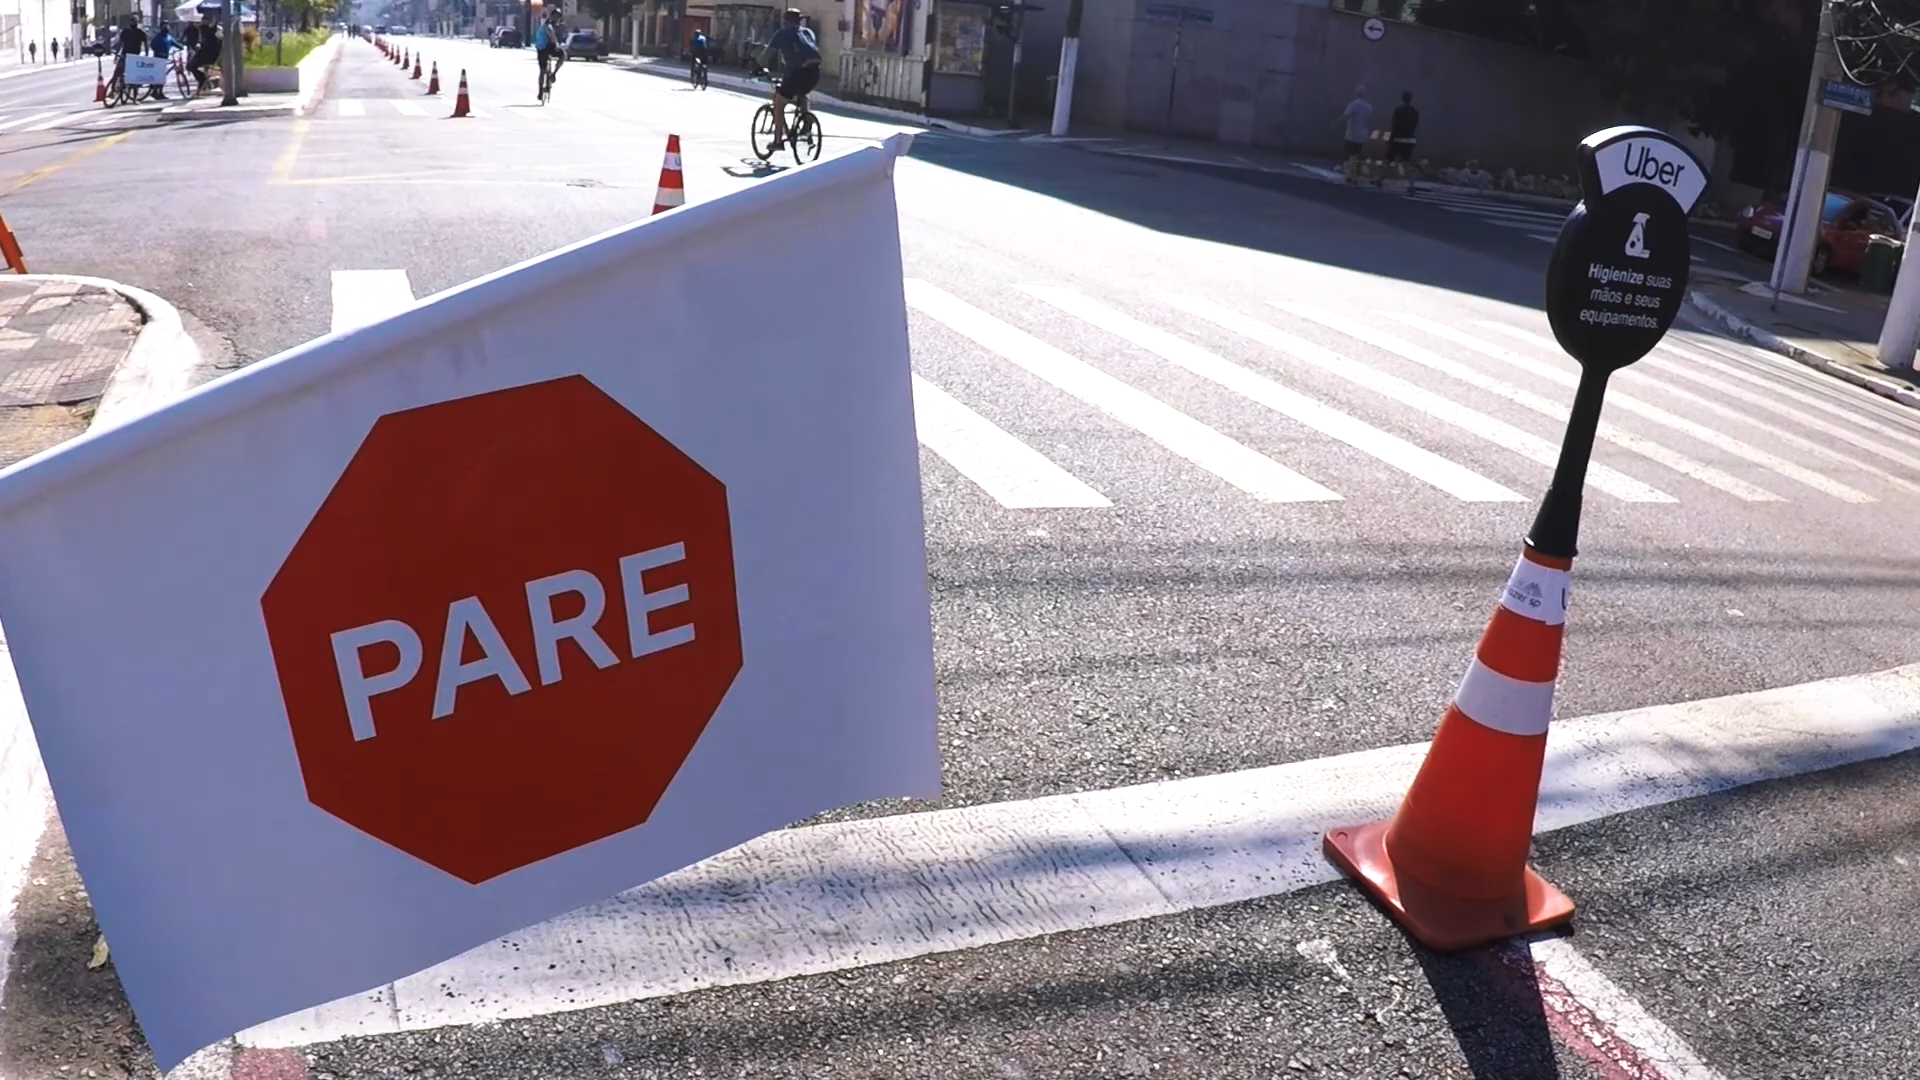 Uber
Uber
Higienize suas
mãos e seus
equipamentos.
PARE